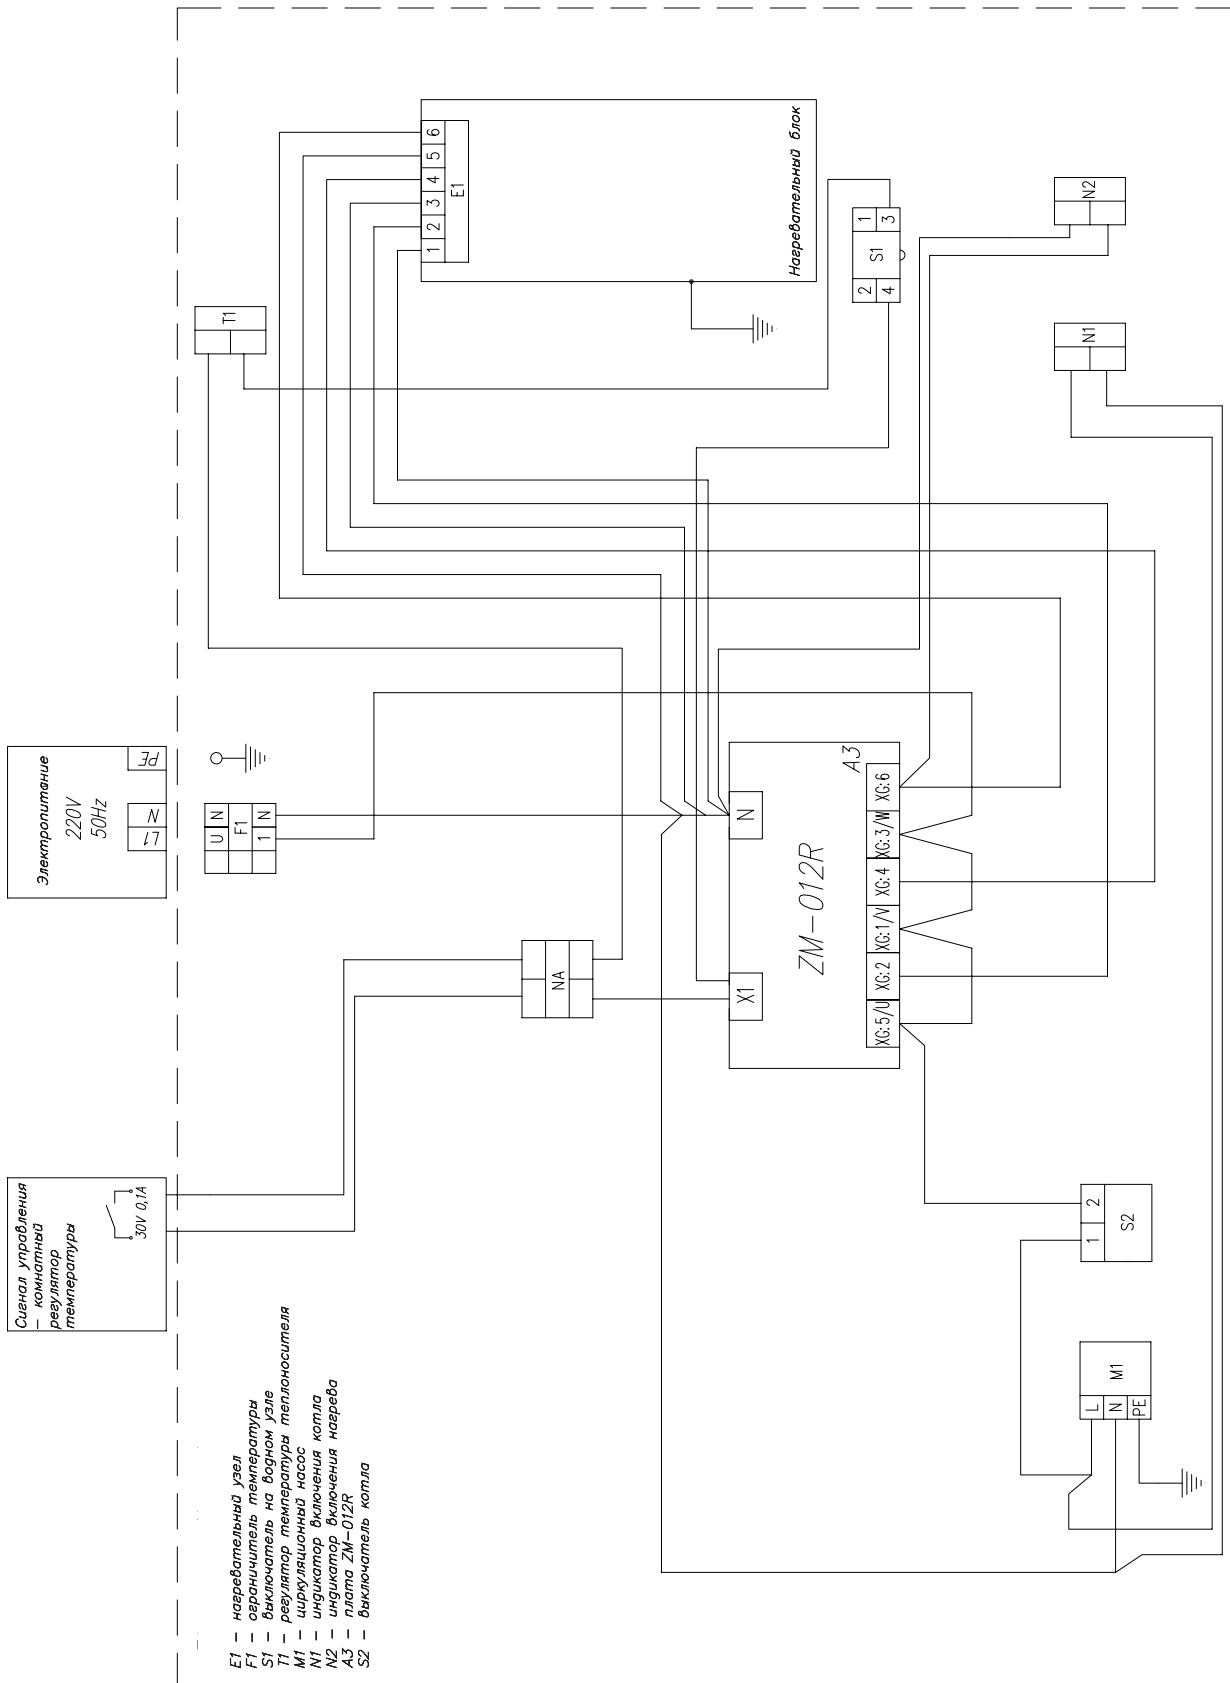 Сигнал управления
– комнатный
регулятор
температуры
30V 0,1A
Электропитание
220V
50Hz
L1
N
PE
U N
F1
1 N
T1
E1
1 2 3 4 5 6
Нагревательный блок
NA
X1
N
ZM–012R
A3
XG:5/U XG:2 XG:1/V XG:4 XG:3/W XG:6
2 1
S1
4 3
N1
N2
1 2
S2
M1
L
N
PE
E1 – нагревательный узел
F1 – ограничитель температуры
S1 – выключатель на водном узле
T1 – регулятор температуры теплоносителя
M1 – циркуляционный насос
N1 – индикатор включения котла
N2 – индикатор включения нагрева
A3 – плата ZM–012R
S2 – выключатель котла